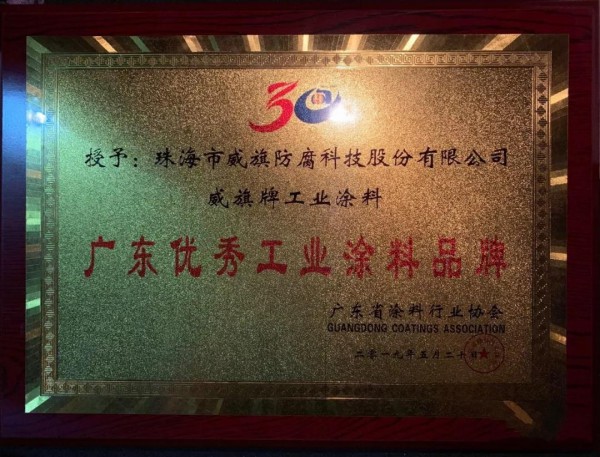 30
授予：珠海市威旗防腐科技股份有限公司
威旗牌工业涂料
广东优秀工业涂料品牌
广东省涂料行业协会
GUANGDONG COATINGS ASSOCIATION
二零一九年五月二十日